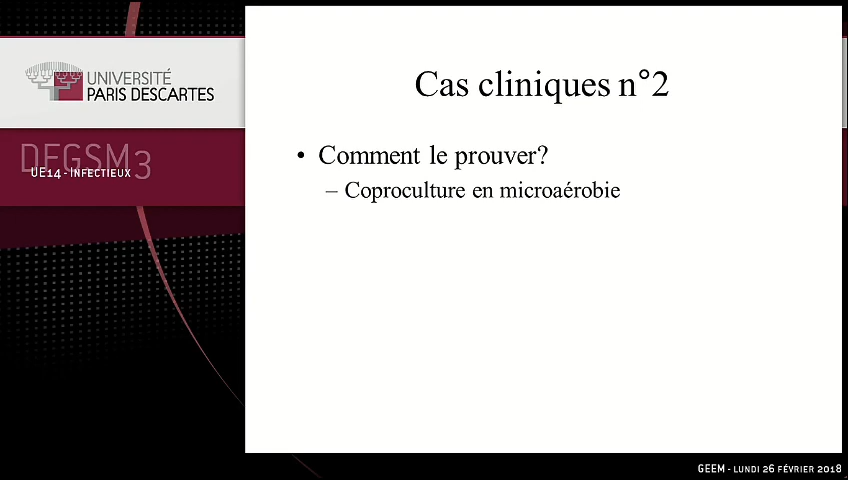 UNIVERSITÉ
PARIS DESCARTES
DFGSM3
UE14 - INFECTIEUX
Cas cliniques n°2
• Comment le prouver?
– Coproculture en microaérobie
GEEM - LUNDI 26 FÉVRIER 2018